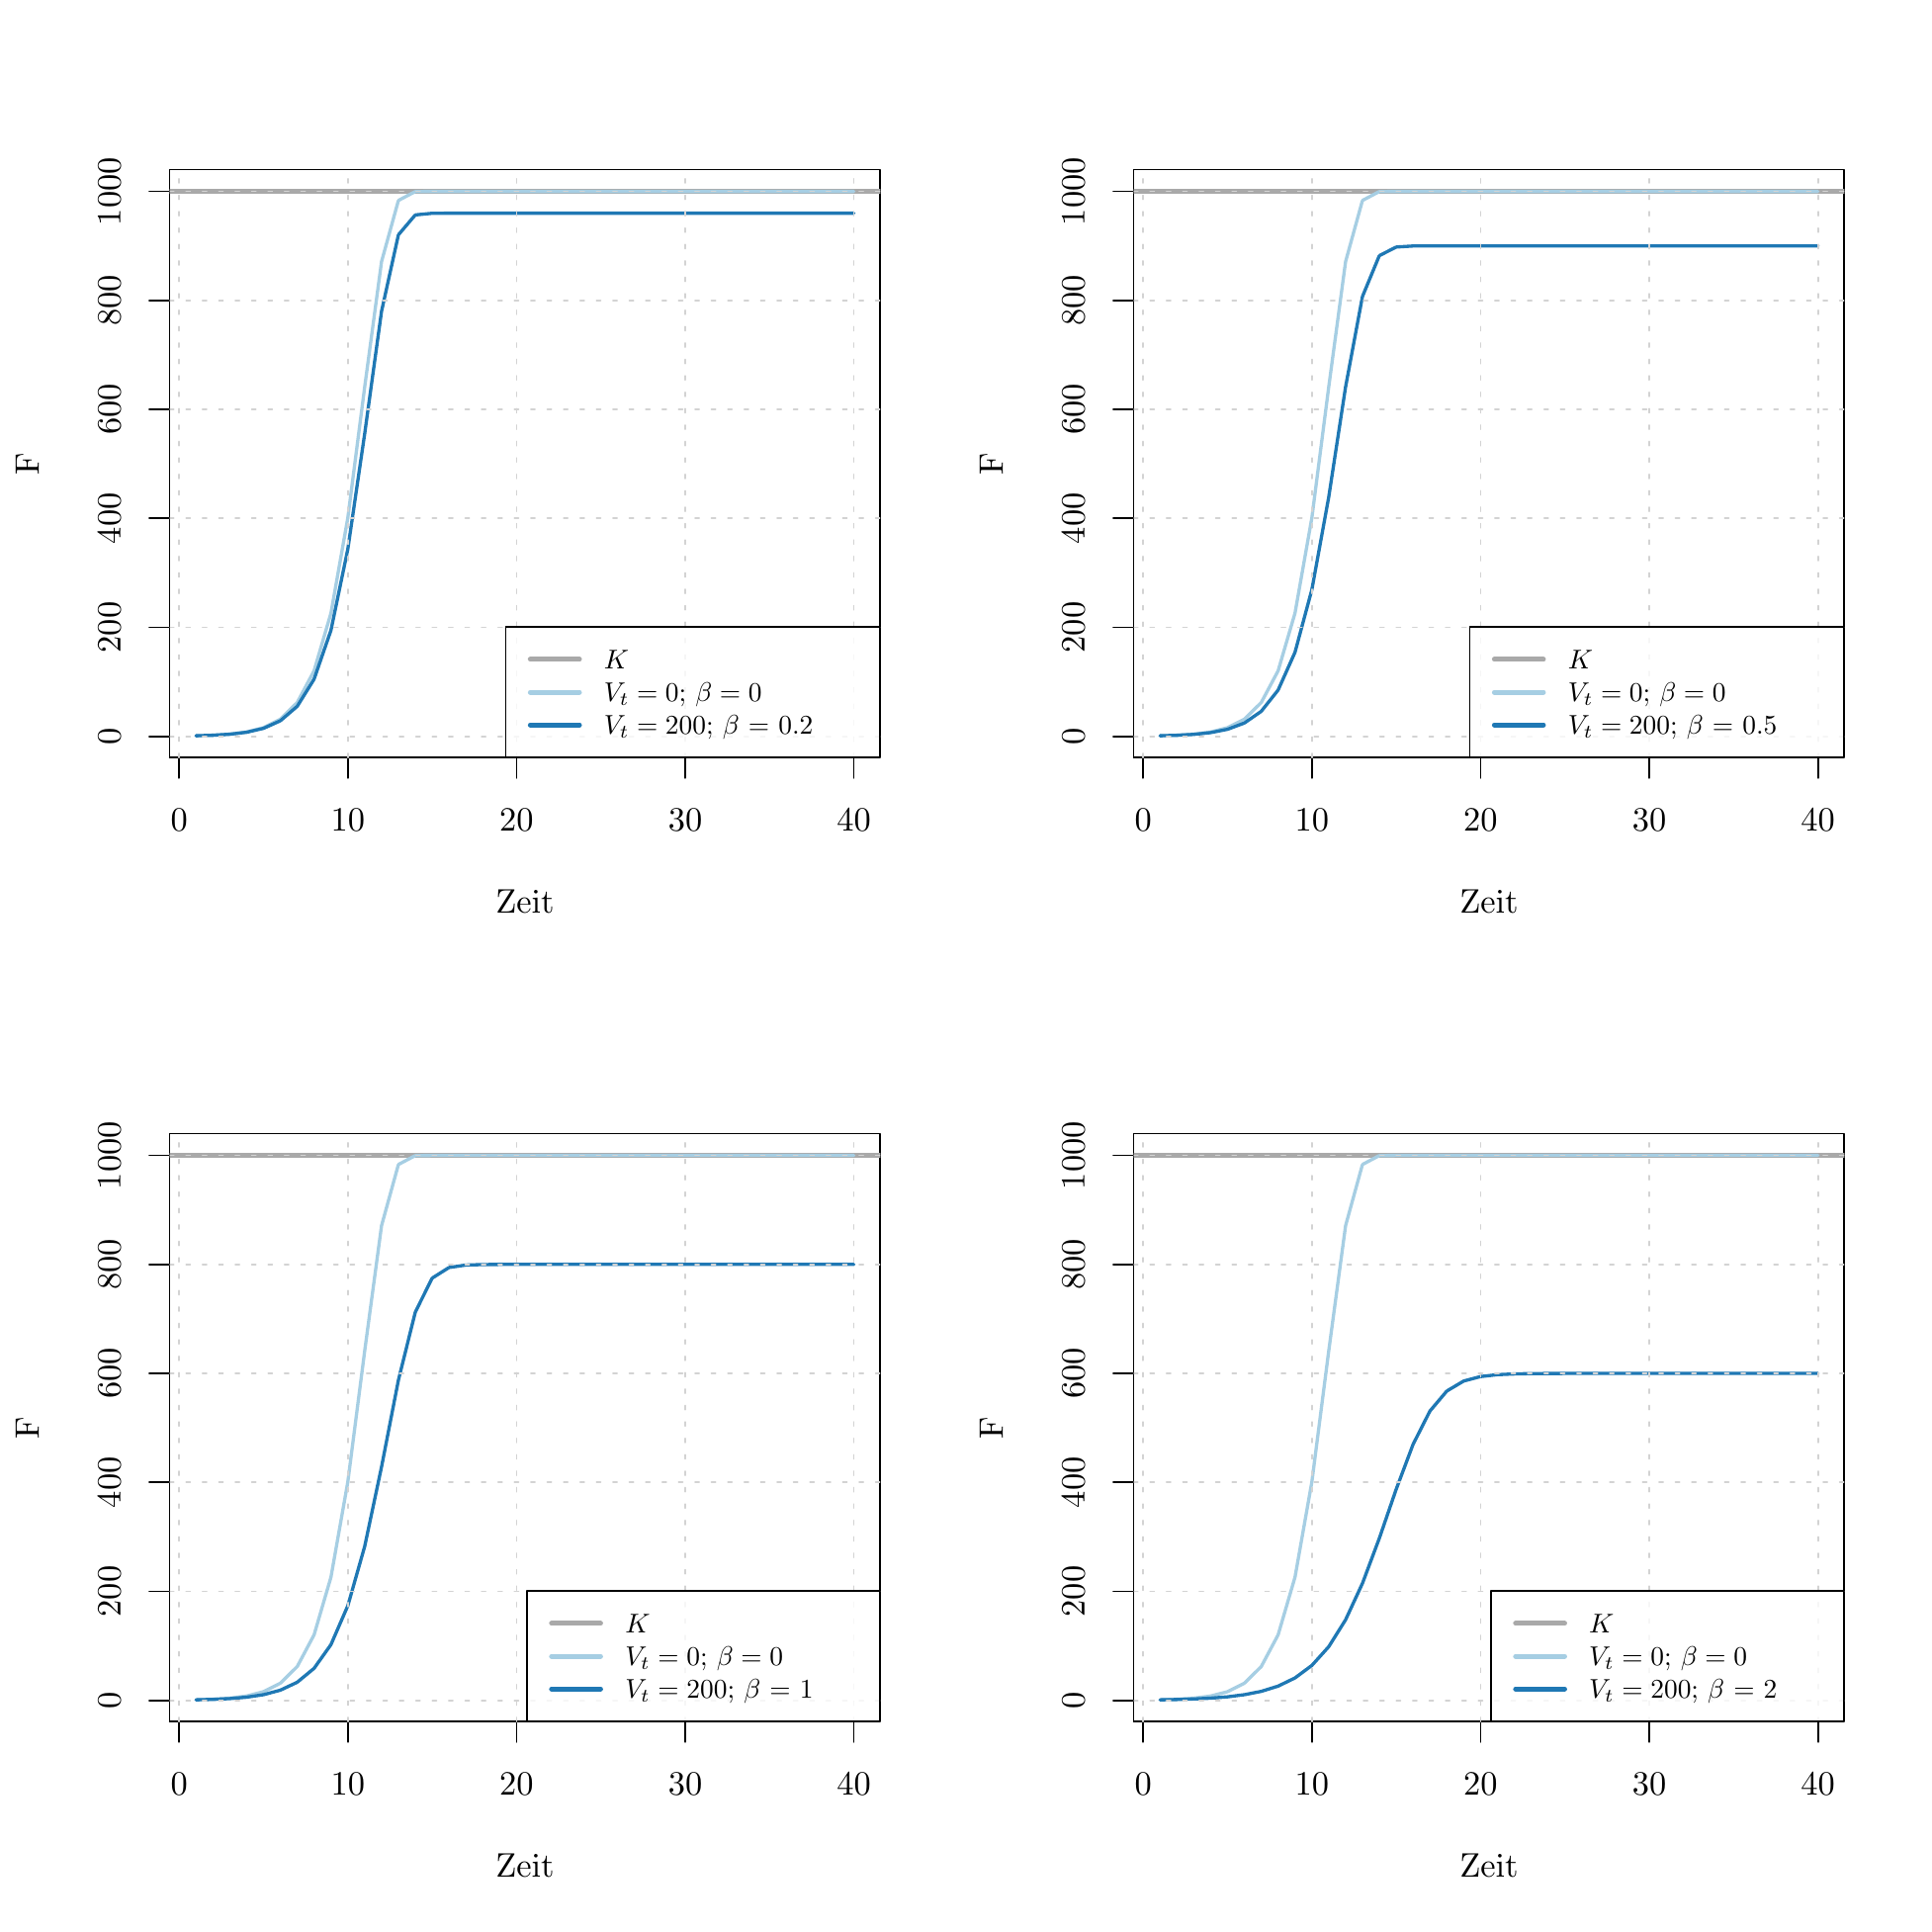 1000
800
600
400
200
0
F
K
V_t = 0; β = 0
V_t = 200; β = 0.2
0 10 20 30 40
Zeit
1000
800
600
400
200
0
F
K
V_t = 0; β = 0
V_t = 200; β = 0.5
0 10 20 30 40
Zeit
1000
800
600
400
200
0
F
K
V_t = 0; β = 0
V_t = 200; β = 1
0 10 20 30 40
Zeit
1000
800
600
400
200
0
F
K
V_t = 0; β = 0
V_t = 200; β = 2
0 10 20 30 40
Zeit